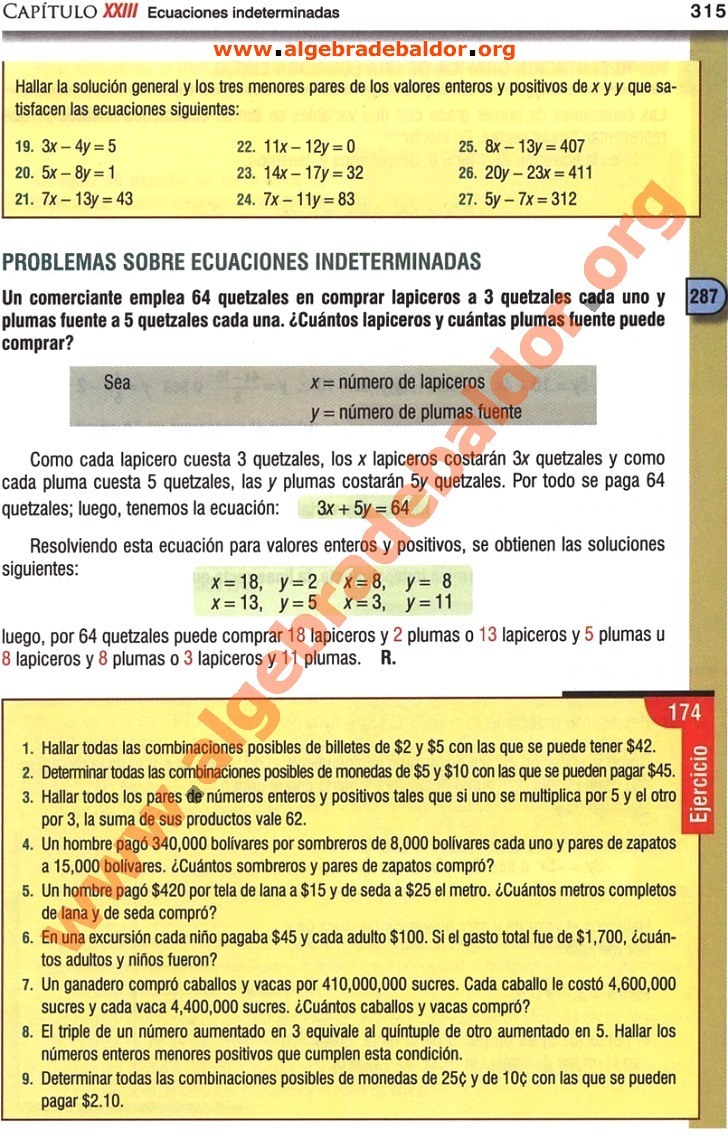 CAPÍTULO XXIII Ecuaciones indeterminadas 315
www.algebradebaldor.org
Hallar la solución general y los tres menores pares de los valores enteros y positivos de x y y que sa-
tisfacen las ecuaciones siguientes:
19. 3x – 4y = 5 22. 11x – 12y = 0 25. 8x – 13y = 407
20. 5x – 8y = 1 23. 14x – 17y = 32 26. 20y – 23x = 411
21. 7x – 13y = 43 24. 7x – 11y = 83 27. 5y – 7x = 312
PROBLEMAS SOBRE ECUACIONES INDETERMINADAS
Un comerciante emplea 64 quetzales en comprar lapiceros a 3 quetzales cada uno y 287
plumas fuente a 5 quetzales cada una. ¿Cuántos lapiceros y cuántas plumas fuente puede
comprar?
Sea x = número de lapiceros
y = número de plumas fuente
Como cada lapicero cuesta 3 quetzales, los x lapiceros costarán 3x quetzales y como
cada pluma cuesta 5 quetzales, las y plumas costarán 5y quetzales. Por todo se paga 64
quetzales; luego, tenemos la ecuación: 3x + 5y = 64
Resolviendo esta ecuación para valores enteros y positivos, se obtienen las soluciones
siguientes:
x = 18, y = 2 x = 8, y = 8
x = 13, y = 5 x = 3, y = 11
luego, por 64 quetzales puede comprar 18 lapiceros y 2 plumas o 13 lapiceros y 5 plumas u
8 lapiceros y 8 plumas o 3 lapiceros y 11 plumas. R.
www.algebradebaldor.org
174
Ejercicio
1. Hallar todas las combinaciones posibles de billetes de $2 y $5 con las que se puede tener $42.
2. Determinar todas las combinaciones posibles de monedas de $5 y $10 con las que se pueden pagar $45.
3. Hallar todos los pares de números enteros y positivos tales que si uno se multiplica por 5 y el otro
por 3, la suma de sus productos vale 62.
4. Un hombre pagó 340,000 bolívares por sombreros de 8,000 bolívares cada uno y pares de zapatos
a 15,000 bolívares. ¿Cuántos sombreros y pares de zapatos compró?
5. Un hombre pagó $420 por tela de lana a $15 y de seda a $25 el metro. ¿Cuántos metros completos
de lana y de seda compró?
6. En una excursión cada niño pagaba $45 y cada adulto $100. Si el gasto total fue de $1,700, ¿cuán-
tos adultos y niños fueron?
7. Un ganadero compró caballos y vacas por 410,000,000 sucres. Cada caballo le costó 4,600,000
sucres y cada vaca 4,400,000 sucres. ¿Cuántos caballos y vacas compró?
8. El triple de un número aumentado en 3 equivale al quíntuple de otro aumentado en 5. Hallar los
números enteros menores positivos que cumplen esta condición.
9. Determinar todas las combinaciones posibles de monedas de 25¢ y de 10¢ con las que se pueden
pagar $2.10.